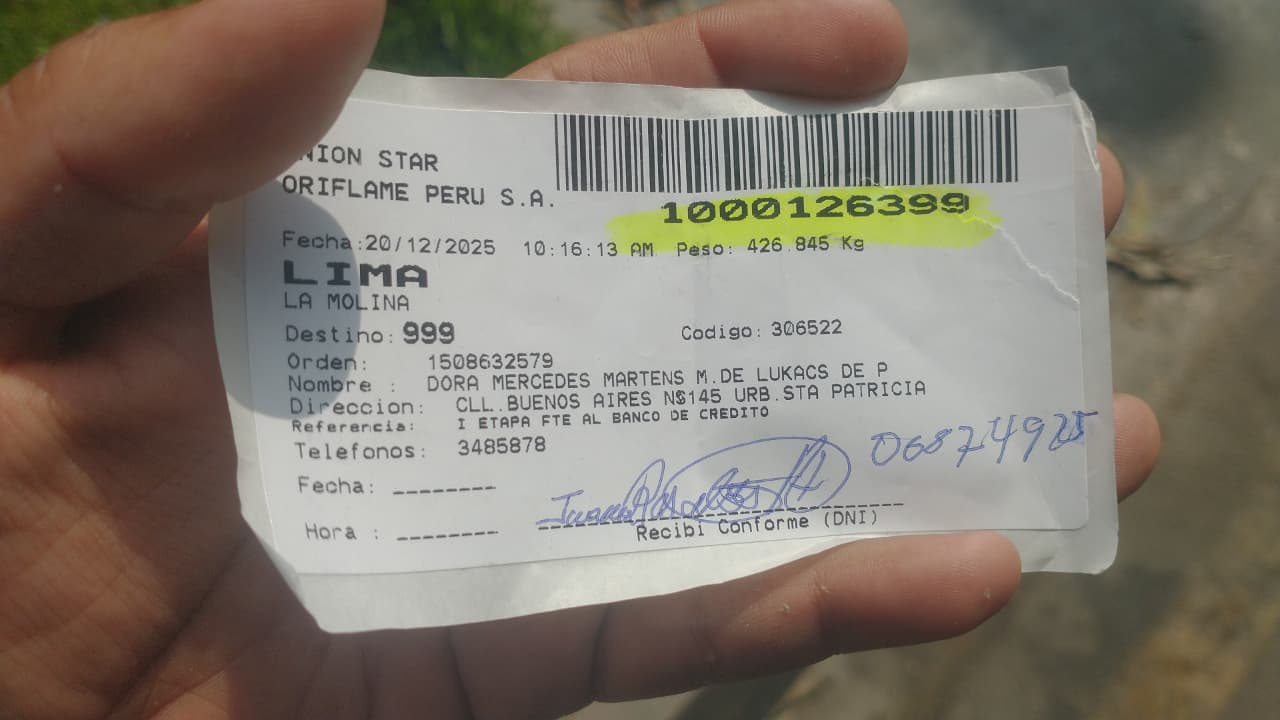 NION STAR
ORIFLAME PERU S.A.
1000126399
Fecha:20/12/2025 10:16:13 AM Peso: 426.845 Kg
LIMA
LA MOLINA
Destino: 999 Codigo: 306522
Orden: 1508632579
Nombre : DORA MERCEDES MARTENS M.DE LUKACS DE P
Direccion: CLL.BUENOS AIRES N$145 URB.STA PATRICIA
Referencia: I ETAPA FTE AL BANCO DE CREDITO
Telefonos: 3485878
06874925
Fecha: --------
Hora : --------
Recibi Conforme (DNI)